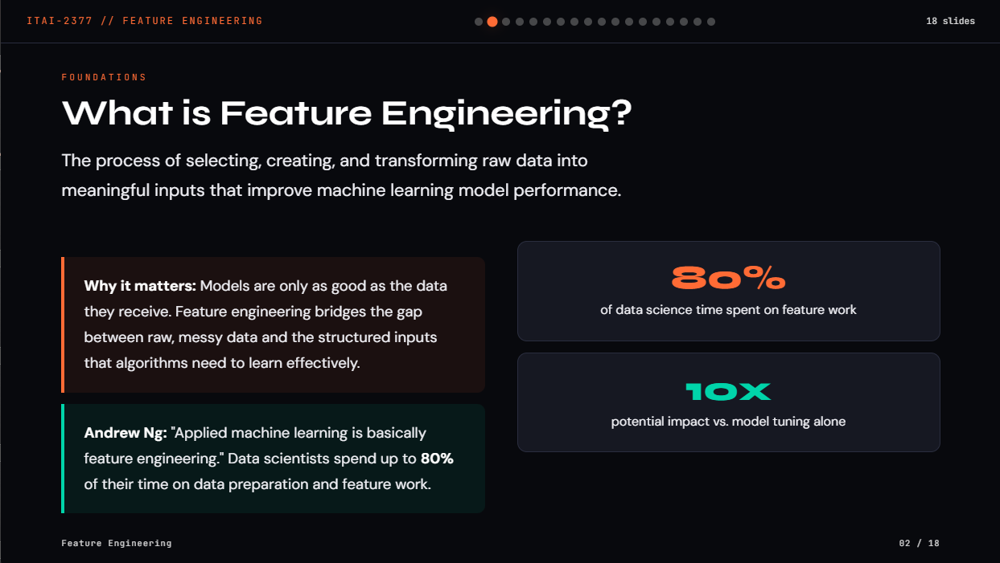 ITAI-2377 // FEATURE ENGINEERING
18 slides
FOUNDATIONS
What is Feature Engineering?
The process of selecting, creating, and transforming raw data into
meaningful inputs that improve machine learning model performance.
Why it matters: Models are only as good as the data
they receive. Feature engineering bridges the gap
between raw, messy data and the structured inputs
that algorithms need to learn effectively.
Andrew Ng: "Applied machine learning is basically
feature engineering." Data scientists spend up to 80%
of their time on data preparation and feature work.
80%
of data science time spent on feature work
10X
potential impact vs. model tuning alone
Feature Engineering
02 / 18